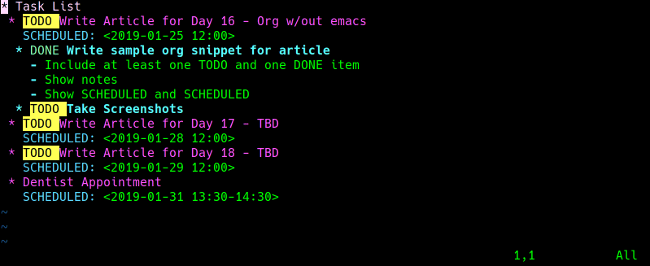 * Task List
 * TODO Write Article for Day 16 - Org w/out emacs
   SCHEDULED: <2019-01-25 12:00>
  * DONE Write sample org snippet for article
    - Include at least one TODO and one DONE item
    - Show notes
    - Show SCHEDULED and SCHEDULED
  * TODO Take Screenshots
 * TODO Write Article for Day 17 - TBD
   SCHEDULED: <2019-01-28 12:00>
 * TODO Write Article for Day 18 - TBD
   SCHEDULED: <2019-01-29 12:00>
 * Dentist Appointment
   SCHEDULED: <2019-01-31 13:30-14:30>
~
~
~
1,1 All